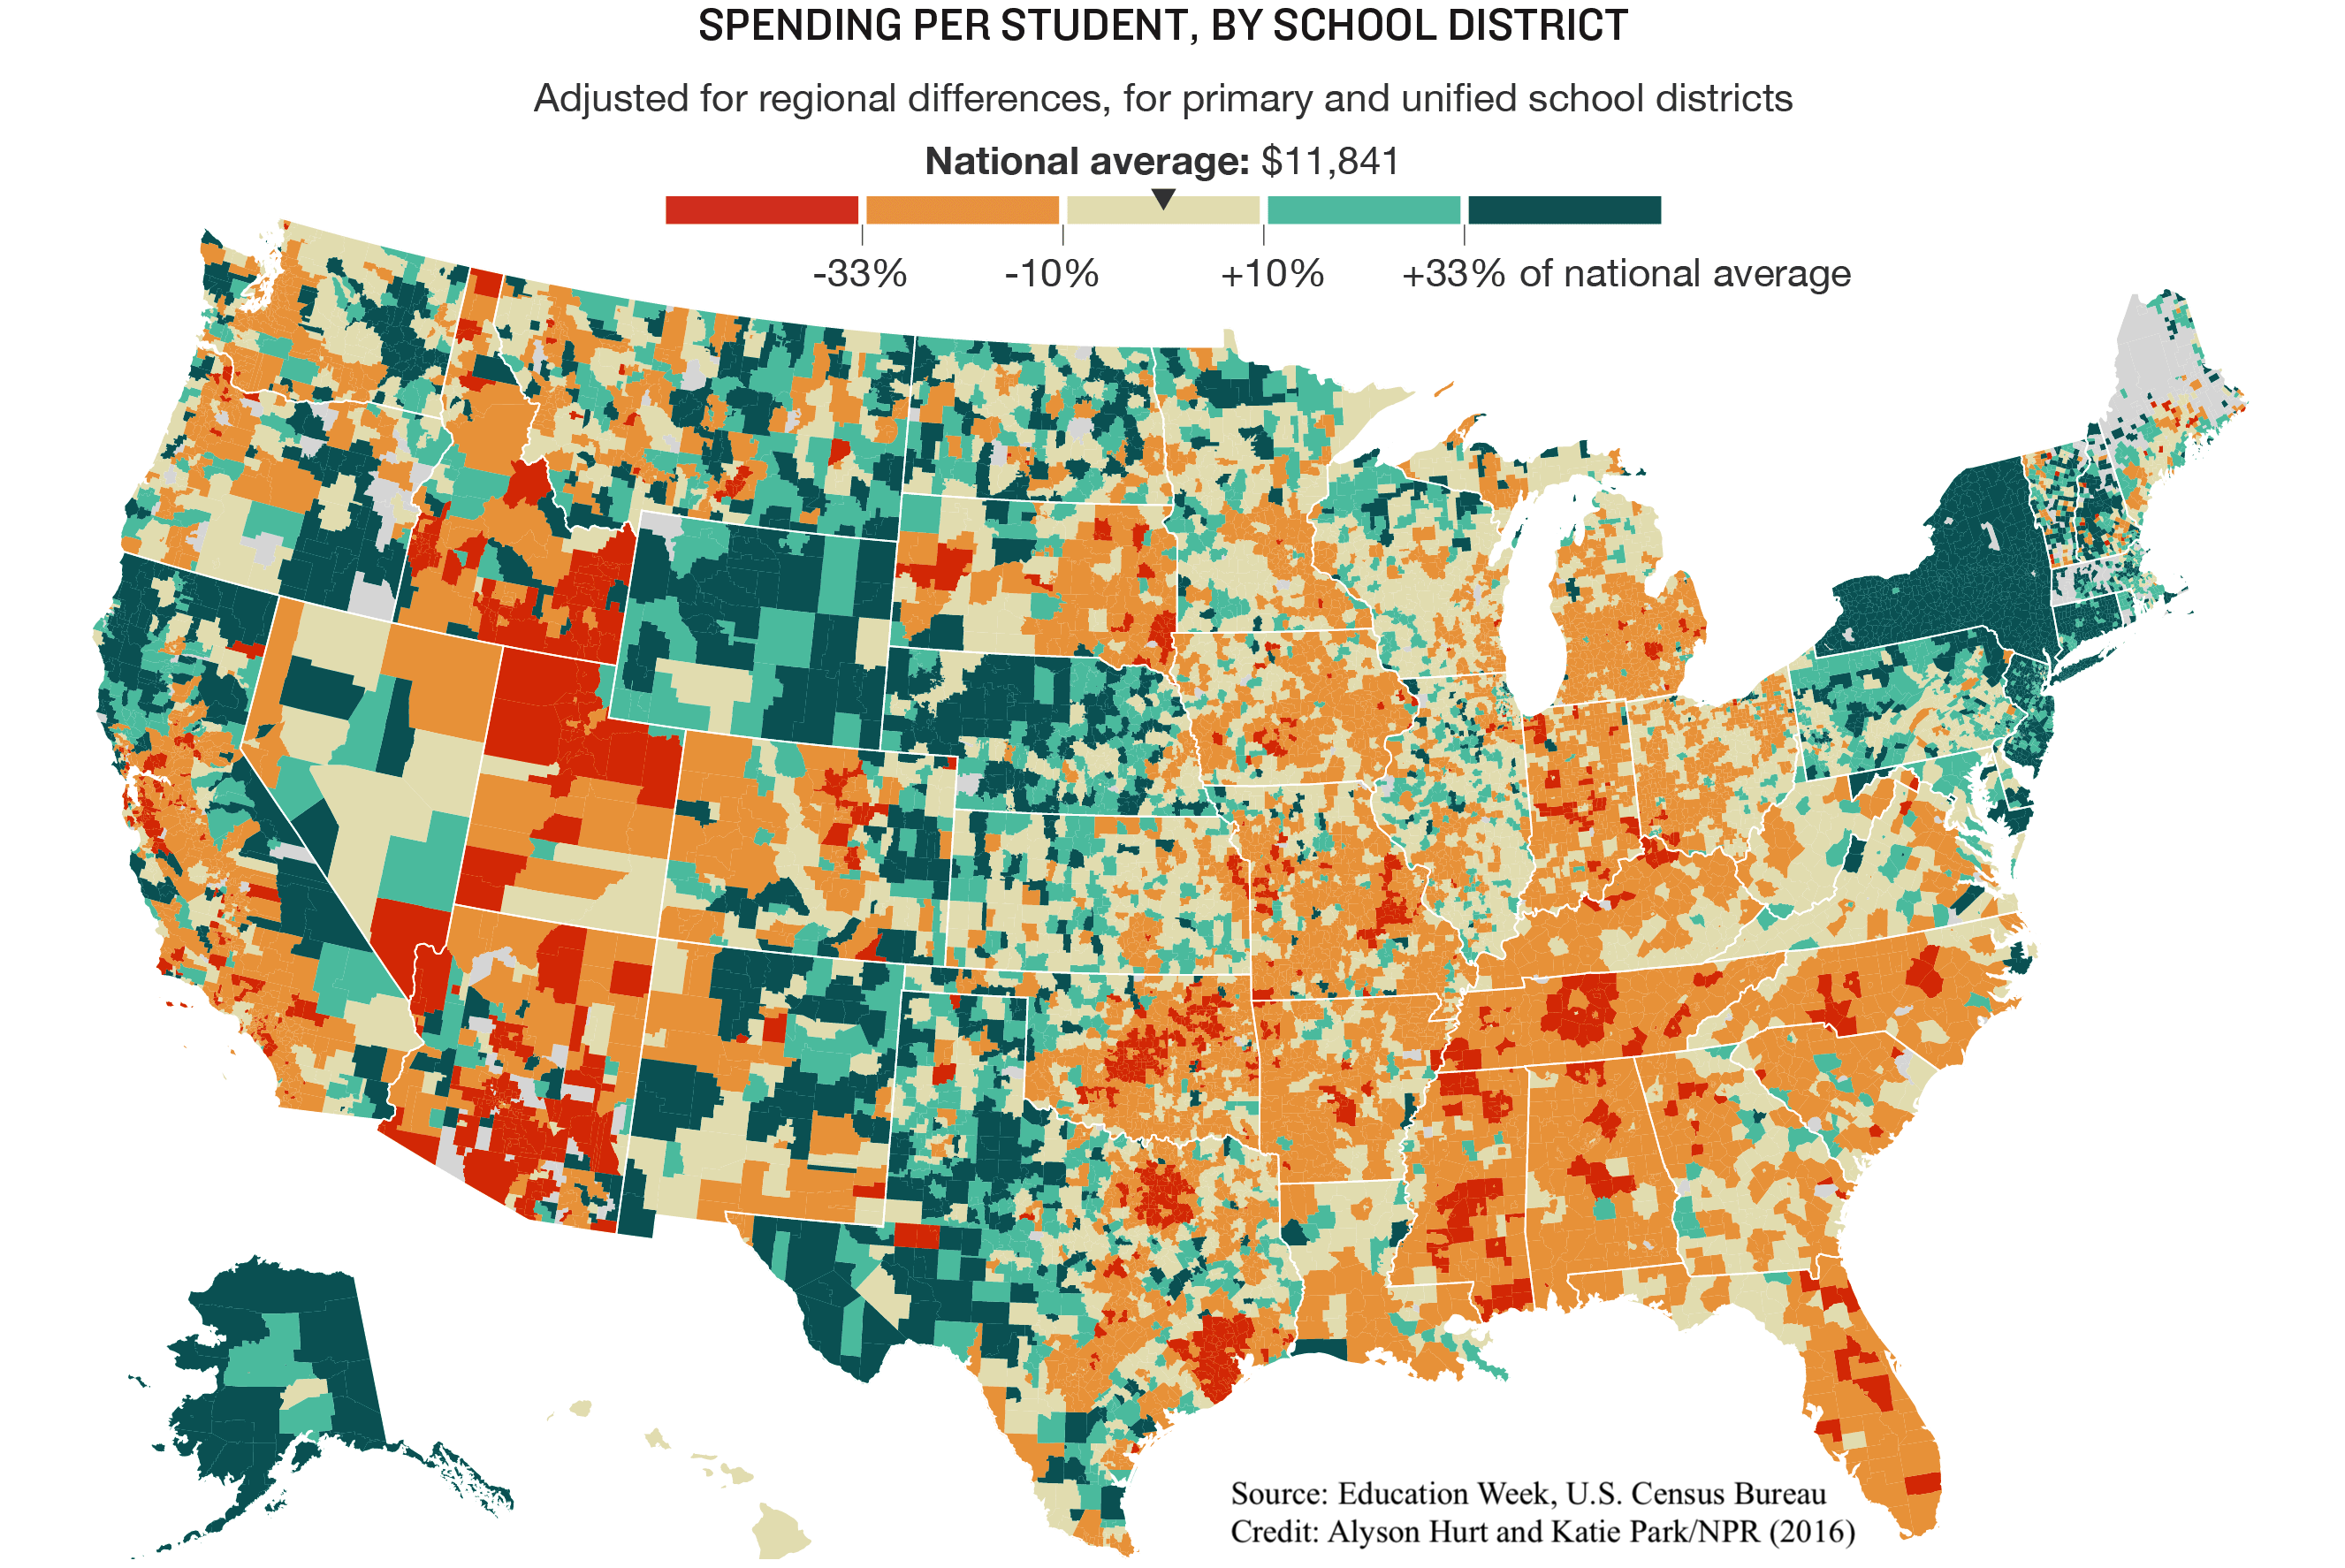 SPENDING PER STUDENT, BY SCHOOL DISTRICT
Adjusted for regional differences, for primary and unified school districts
National average: $11,841
-33% -10% +10% +33% of national average
Source: Education Week, U.S. Census Bureau
Credit: Alyson Hurt and Katie Park/NPR (2016)